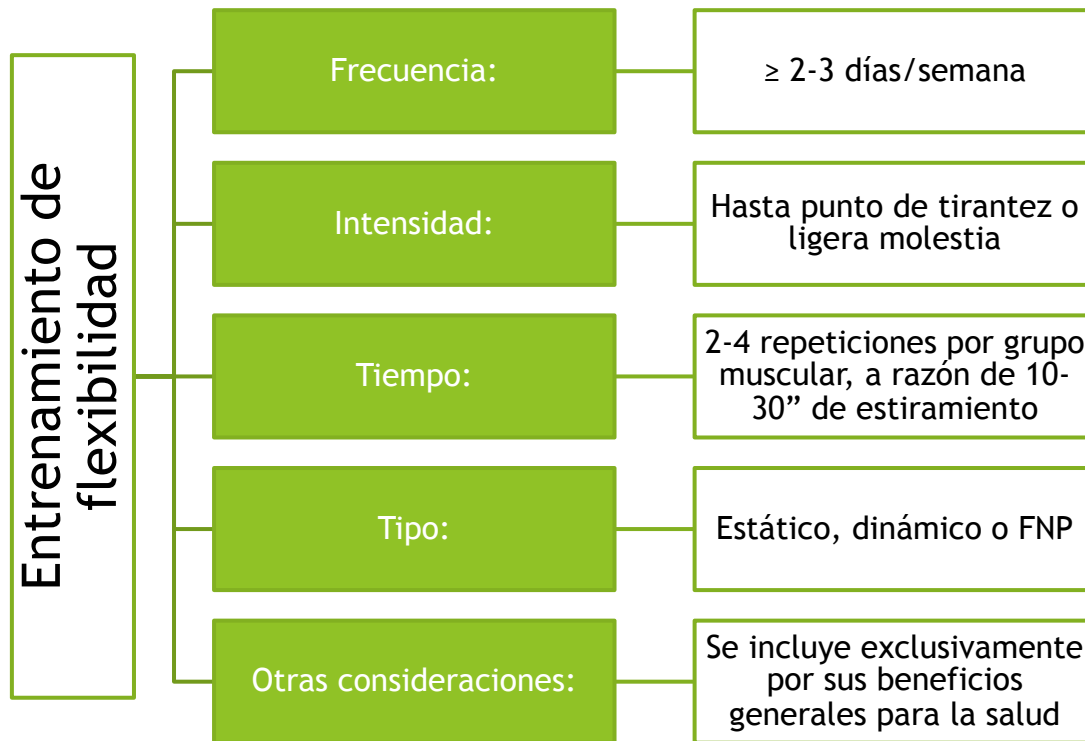 Entrenamiento de
flexibilidad
Frecuencia:
≥ 2-3 días/semana
Intensidad:
Hasta punto de tirantez o
ligera molestia
Tiempo:
2-4 repeticiones por grupo
muscular, a razón de 10-
30” de estiramiento
Tipo:
Estático, dinámico o FNP
Otras consideraciones:
Se incluye exclusivamente
por sus beneficios
generales para la salud